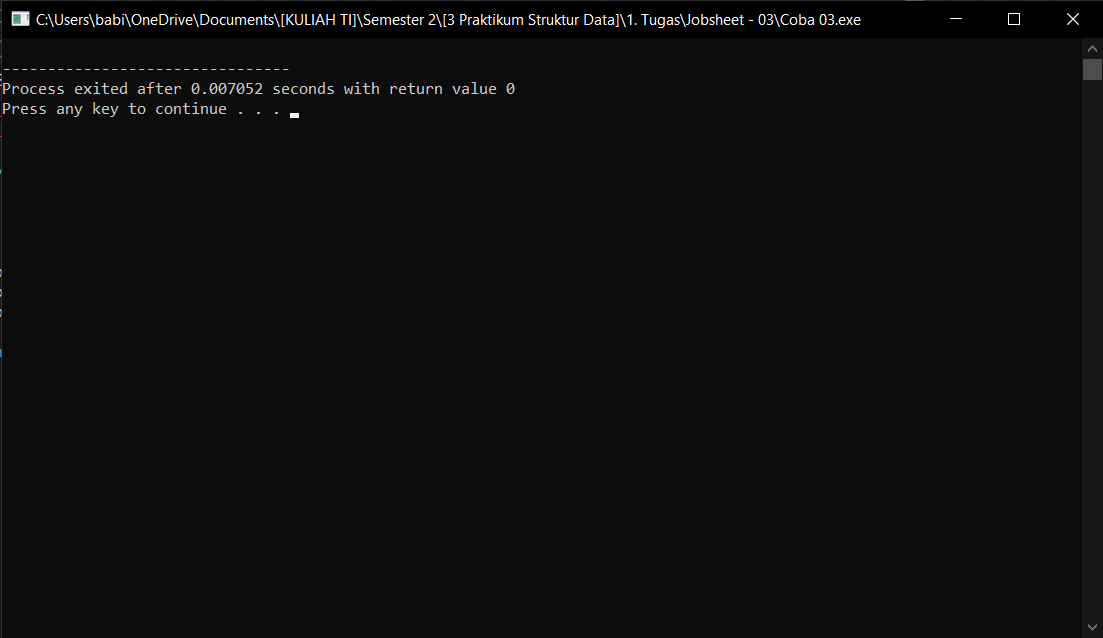 C:\Users\babi\OneDrive\Documents\[KULIAH TI]\Semester 2\[3 Praktikum Struktur Data]\1. Tugas\Jobsheet - 03\Coba 03.exe
--------------------------------
Process exited after 0.007052 seconds with return value 0
Press any key to continue . . .